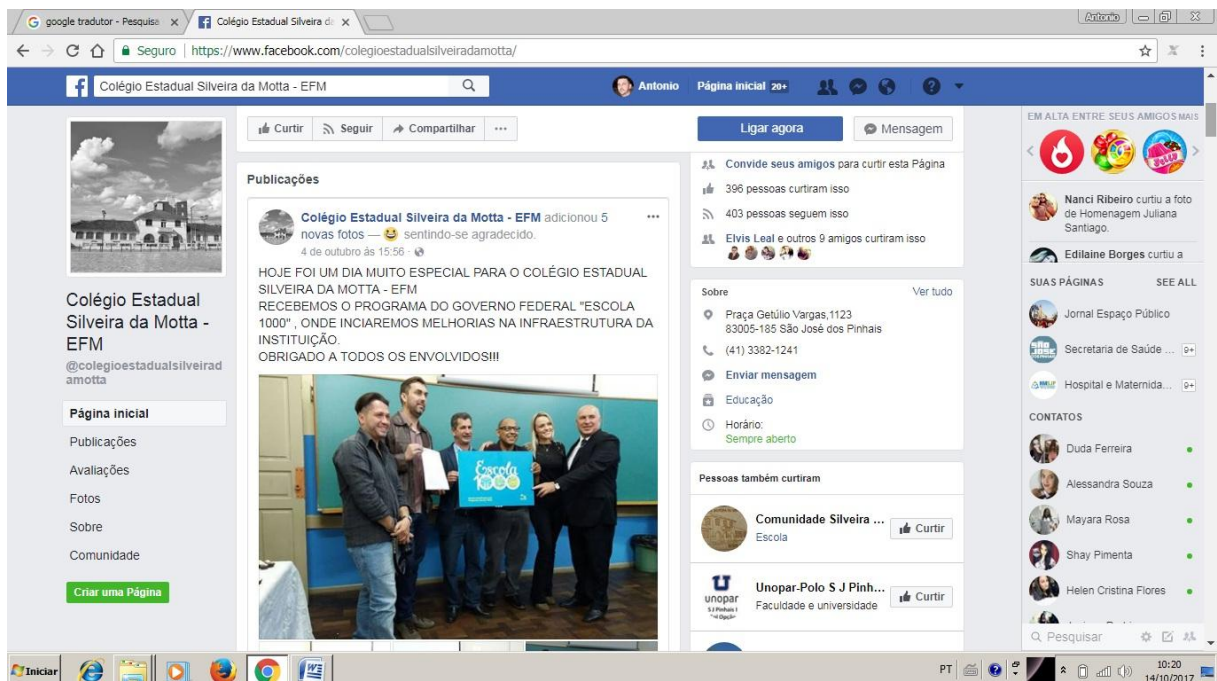 google tradutor - Pesquisa
Colégio Estadual Silveira da
Antonio
Seguro | https://www.facebook.com/colegioestadualsilveiradamotta/
Colégio Estadual Silveira da Motta - EFM
Antonio
Página inicial 20+
Curtir
Seguir
Compartilhar
Ligar agora
Mensagem
Colégio Estadual
Silveira da Motta -
EFM
@colegioestadualsilveirad
amotta
Página inicial
Publicações
Avaliações
Fotos
Sobre
Comunidade
Criar uma Página
Publicações
Colégio Estadual Silveira da Motta - EFM adicionou 5
novas fotos — sentindo-se agradecido.
4 de outubro às 15:56 ·
HOJE FOI UM DIA MUITO ESPECIAL PARA O COLÉGIO ESTADUAL
SILVEIRA DA MOTTA - EFM
RECEBEMOS O PROGRAMA DO GOVERNO FEDERAL "ESCOLA
1000" , ONDE INCIAREMOS MELHORIAS NA INFRAESTRUTURA DA
INSTITUIÇÃO.
OBRIGADO A TODOS OS ENVOLVIDOS!!!
Escola
1000
Convide seus amigos para curtir esta Página
396 pessoas curtiram isso
403 pessoas seguem isso
Elvis Leal e outros 9 amigos curtiram isso
Sobre
Ver tudo
Praça Getúlio Vargas,1123
83005-185 São José dos Pinhais
(41) 3382-1241
Enviar mensagem
Educação
Horário:
Sempre aberto
Pessoas também curtiram
Comunidade Silveira ...
Escola
Curtir
unopar
Unopar-Polo S J Pinh...
Faculdade e universidade
Curtir
EM ALTA ENTRE SEUS AMIGOS MAIS
Nanci Ribeiro curtiu a foto
de Homenagem Juliana
Santiago.
Edilaine Borges curtiu a
SUAS PÁGINAS
SEE ALL
Jornal Espaço Público
Secretaria de Saúde ... 9+
Hospital e Maternida... 9+
CONTATOS
Duda Ferreira
Alessandra Souza
Mayara Rosa
Shay Pimenta
Helen Cristina Flores
Pesquisar
Iniciar
PT
10:20
14/10/2017